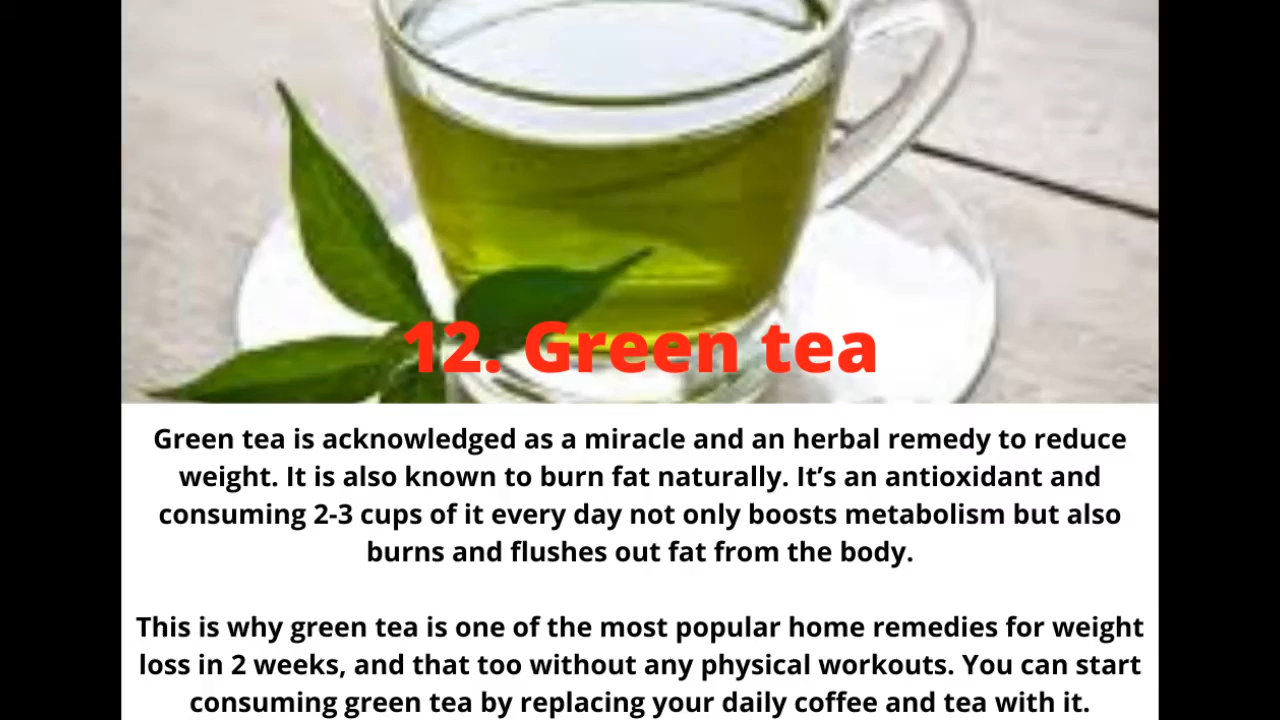 12. Green tea
Green tea is acknowledged as a miracle and an herbal remedy to reduce
weight. It is also known to burn fat naturally. It’s an antioxidant and
consuming 2-3 cups of it every day not only boosts metabolism but also
burns and flushes out fat from the body.
This is why green tea is one of the most popular home remedies for weight
loss in 2 weeks, and that too without any physical workouts. You can start
consuming green tea by replacing your daily coffee and tea with it.